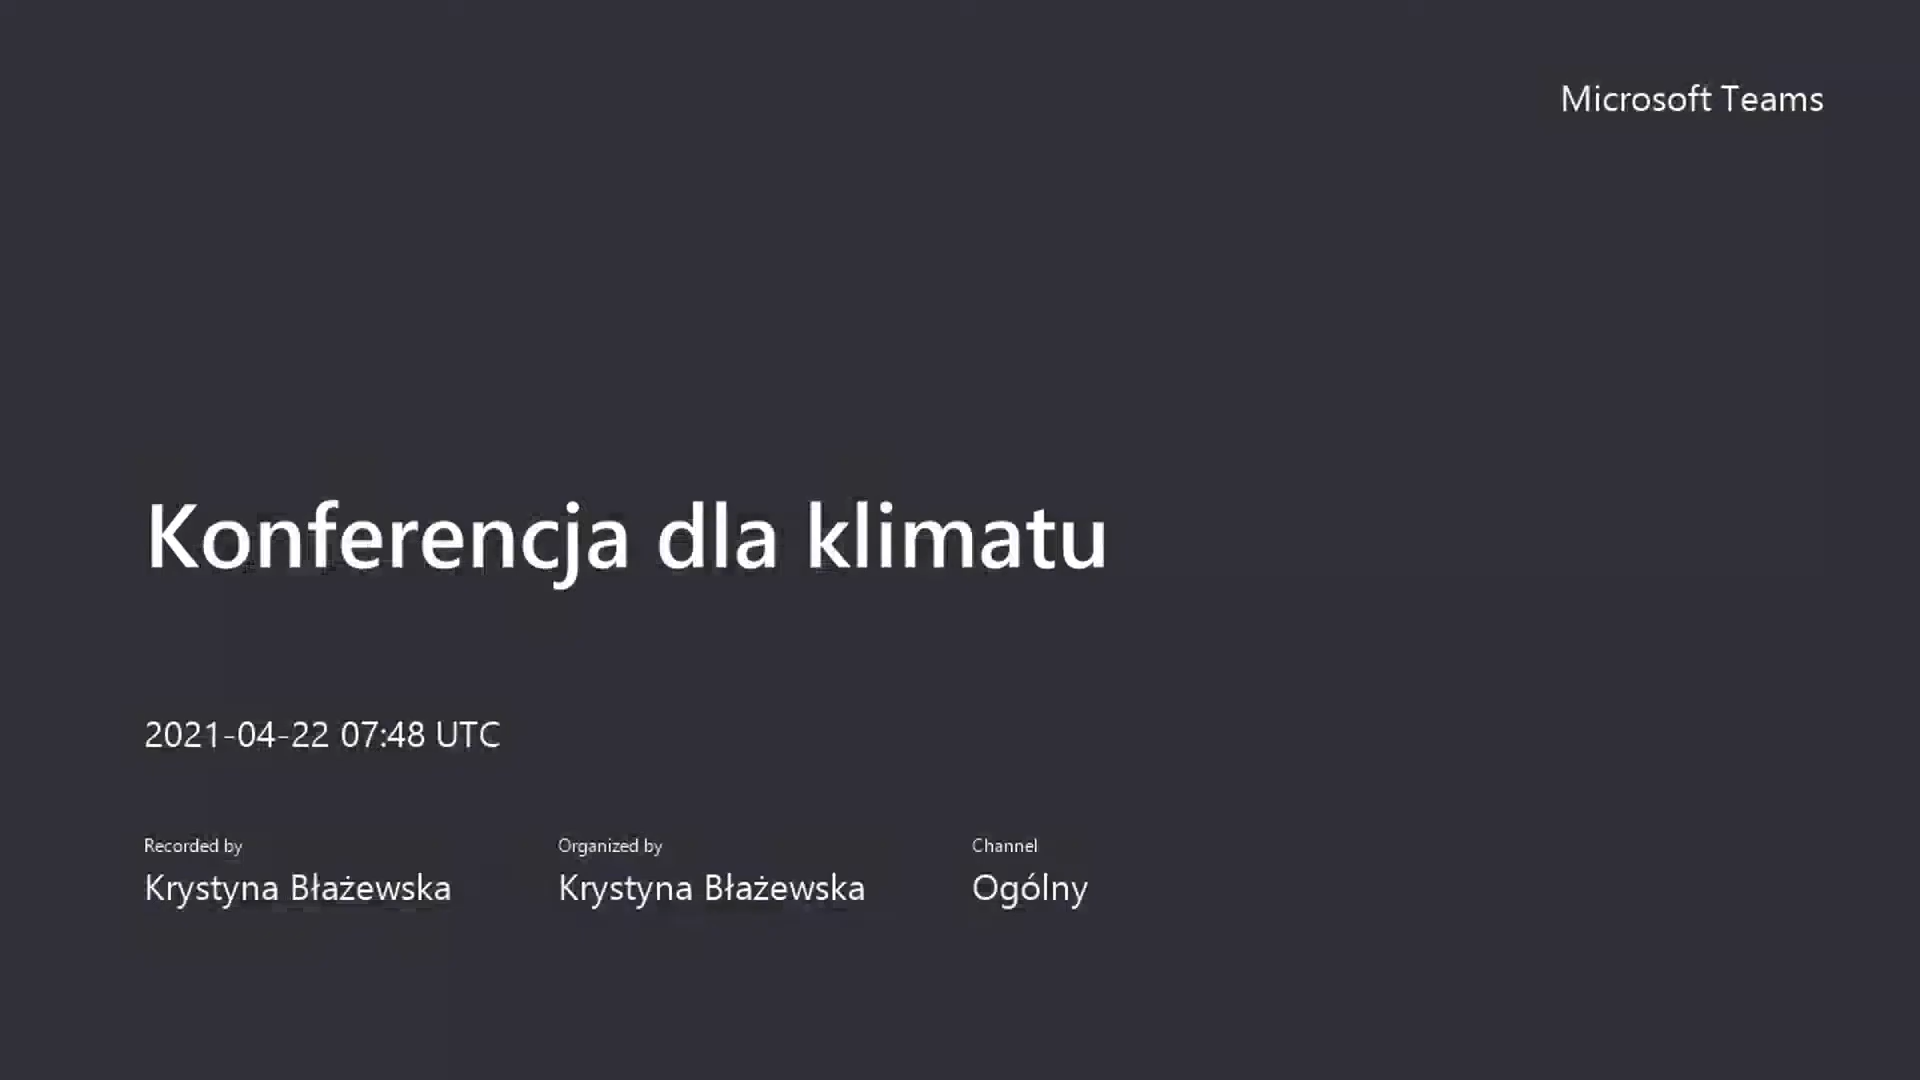 Microsoft Teams
Konferencja dla klimatu
2021-04-22 07:48 UTC
Recorded by
Krystyna Błażewska
Organized by
Krystyna Błażewska
Channel
Ogólny